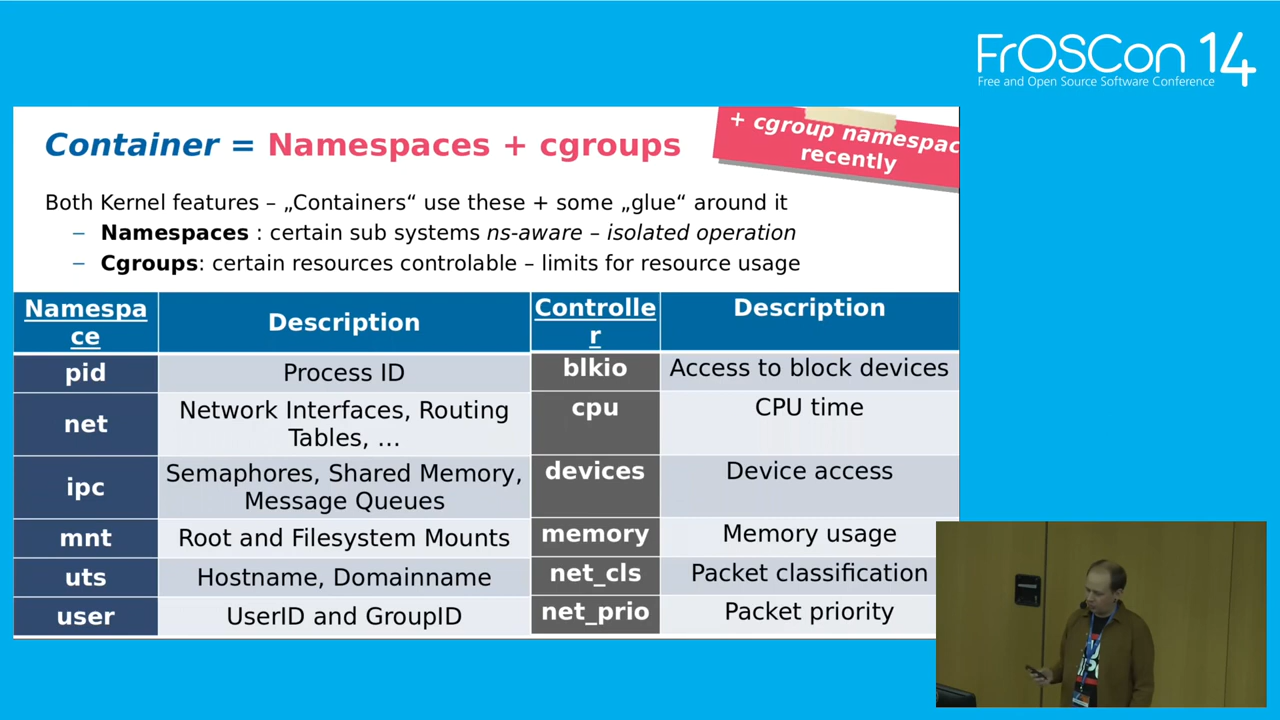 FrOSCon 14
Free and Open Source Software Conference
Container = Namespaces + cgroups
+ cgroup namespac
recently
Both Kernel features – „Containers“ use these + some „glue“ around it
– Namespaces : certain sub systems ns-aware – isolated operation
– Cgroups: certain resources controlable – limits for resource usage
Namespa
ce
Description
Controlle
r
Description
pid
Process ID
blkio
Access to block devices
net
Network Interfaces, Routing
Tables, …
cpu
CPU time
ipc
Semaphores, Shared Memory,
Message Queues
devices
Device access
mnt
Root and Filesystem Mounts
memory
Memory usage
uts
Hostname, Domainname
net_cls
Packet classification
user
UserID and GroupID
net_prio
Packet priority